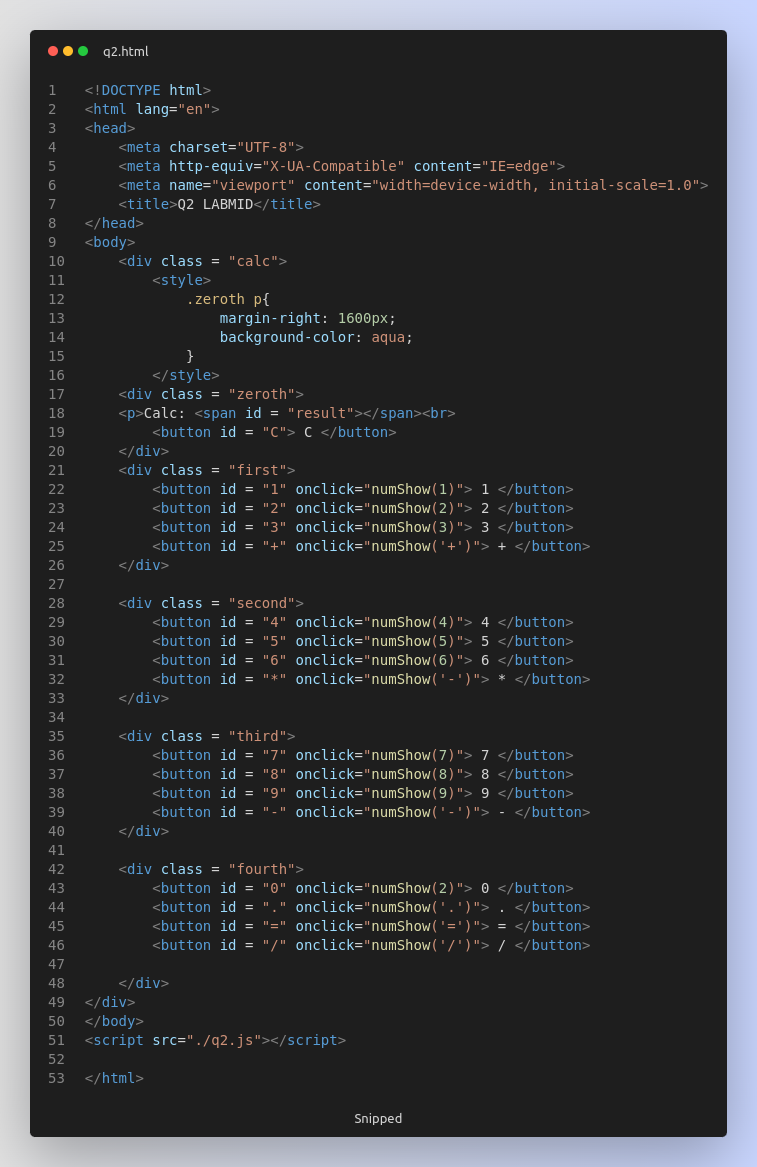 q2.html
1 <!DOCTYPE html>
2 <html lang="en">
3 <head>
4     <meta charset="UTF-8">
5     <meta http-equiv="X-UA-Compatible" content="IE=edge">
6     <meta name="viewport" content="width=device-width, initial-scale=1.0">
7     <title>Q2 LABMID</title>
8 </head>
9 <body>
10     <div class = "calc">
11         <style>
12             .zeroth p{
13                 margin-right: 1600px;
14                 background-color: aqua;
15             }
16         </style>
17     <div class = "zeroth">
18     <p>Calc: <span id = "result"></span><br>
19         <button id = "C"> C </button>
20     </div>
21     <div class = "first">
22         <button id = "1" onclick="numShow(1)"> 1 </button>
23         <button id = "2" onclick="numShow(2)"> 2 </button>
24         <button id = "3" onclick="numShow(3)"> 3 </button>
25         <button id = "+" onclick="numShow('+')"> + </button>
26     </div>
27
28     <div class = "second">
29         <button id = "4" onclick="numShow(4)"> 4 </button>
30         <button id = "5" onclick="numShow(5)"> 5 </button>
31         <button id = "6" onclick="numShow(6)"> 6 </button>
32         <button id = "*" onclick="numShow('-')"> * </button>
33     </div>
34
35     <div class = "third">
36         <button id = "7" onclick="numShow(7)"> 7 </button>
37         <button id = "8" onclick="numShow(8)"> 8 </button>
38         <button id = "9" onclick="numShow(9)"> 9 </button>
39         <button id = "-" onclick="numShow('-')"> - </button>
40     </div>
41
42     <div class = "fourth">
43         <button id = "0" onclick="numShow(2)"> 0 </button>
44         <button id = "." onclick="numShow('.')"> . </button>
45         <button id = "=" onclick="numShow('=')"> = </button>
46         <button id = "/" onclick="numShow('/')"> / </button>
47
48     </div>
49 </div>
50 </body>
51 <script src="./q2.js"></script>
52
53 </html>
Snipped